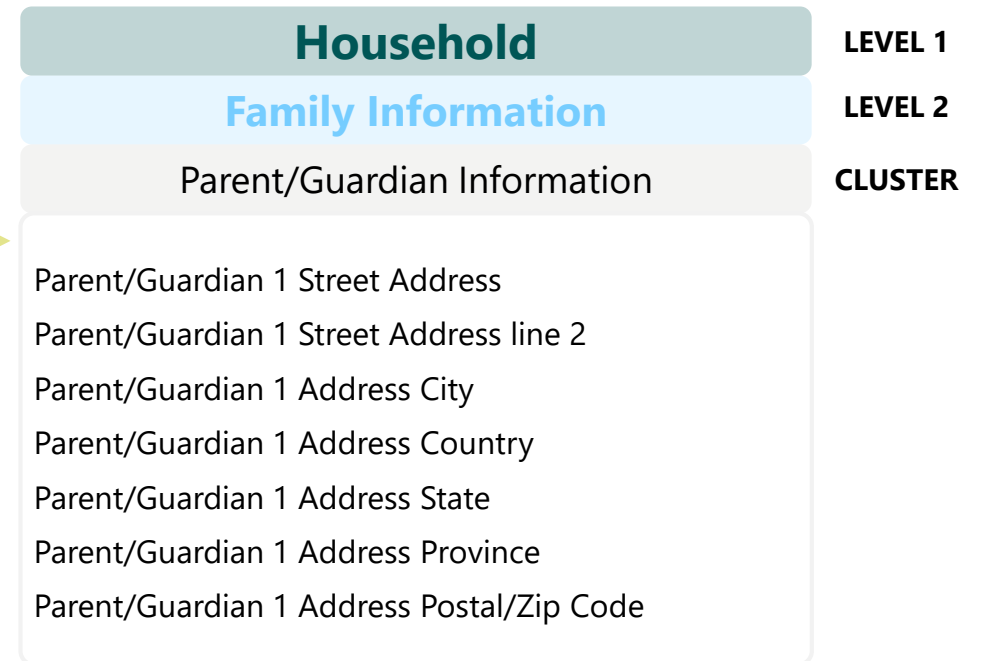 Household LEVEL 1
Family Information LEVEL 2
Parent/Guardian Information CLUSTER
Parent/Guardian 1 Street Address
Parent/Guardian 1 Street Address line 2
Parent/Guardian 1 Address City
Parent/Guardian 1 Address Country
Parent/Guardian 1 Address State
Parent/Guardian 1 Address Province
Parent/Guardian 1 Address Postal/Zip Code